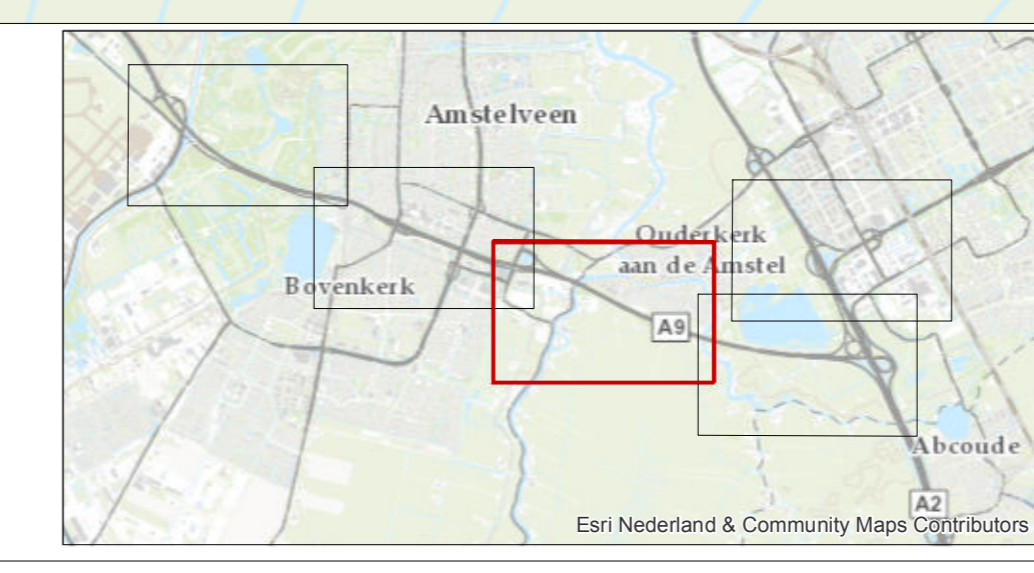 Amstelveen
Ouderkerk
aan de Amstel
Bovenkerk
A9
Abcoude
A2
Esri Nederland & Community Maps Contributors